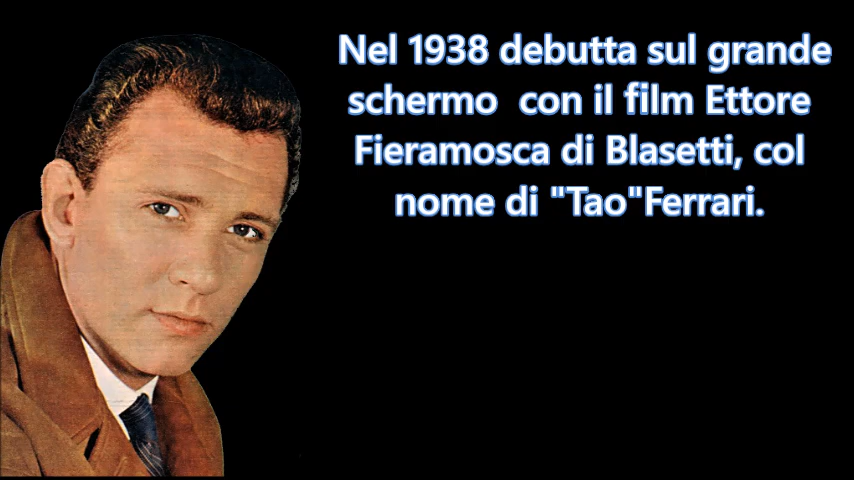 Nel 1938 debutta sul grande
schermo  con il film Ettore
Fieramosca di Blasetti, col
nome di "Tao"Ferrari.